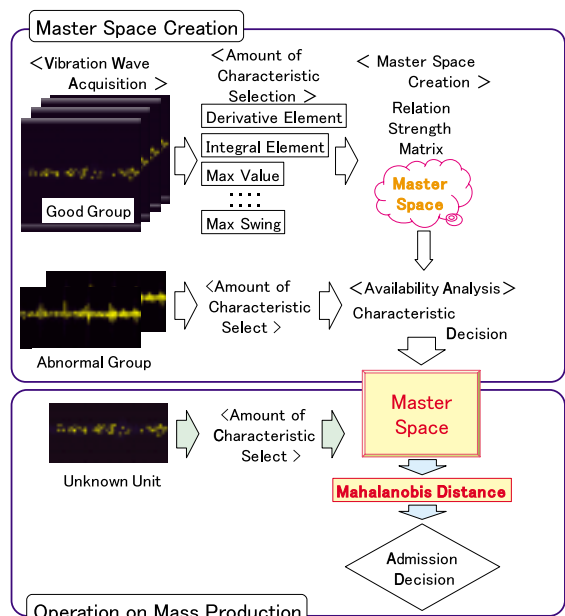 Master Space Creation
<Vibration Wave
Acquisition >
Good Group
<Amount of
Characteristic
Selection >
Derivative Element
Integral Element
Max Value
Max Swing
< Master Space
Creation >
Relation
Strength
Matrix
Master
Space
Abnormal Group
<Amount of
Characteristic
Select >
<Availability Analysis>
Characteristic
Decision
Unknown Unit
<Amount of
Characteristic
Select >
Master
Space
Mahalanobis Distance
Admission
Decision
Operation on Mass Production